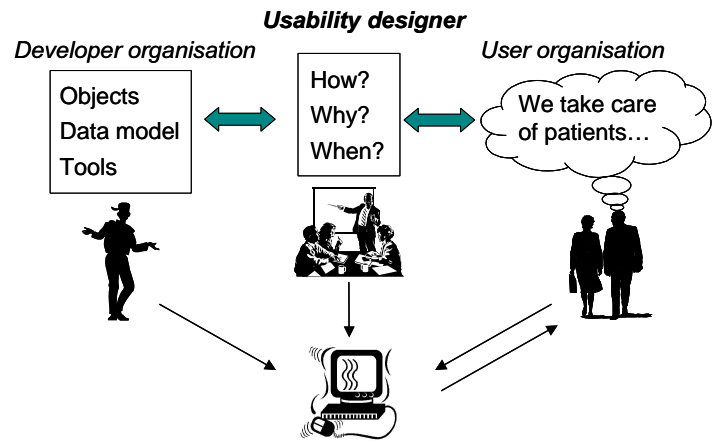 Usability designer
Developer organisation
User organisation
Objects
Data model
Tools
How?
Why?
When?
We take care
of patients…